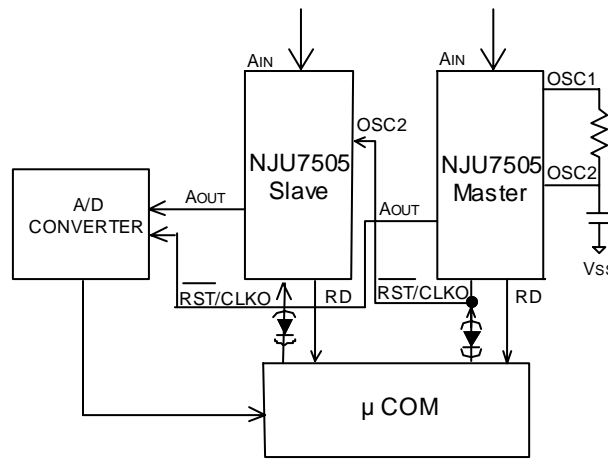 AIN
AIN
OSC1
OSC2
NJU7505
Slave
NJU7505
Master
OSC2
A/D
CONVERTER
AOUT
AOUT
VSS
RST/CLKO
RD
RST/CLKO
RD
µ COM